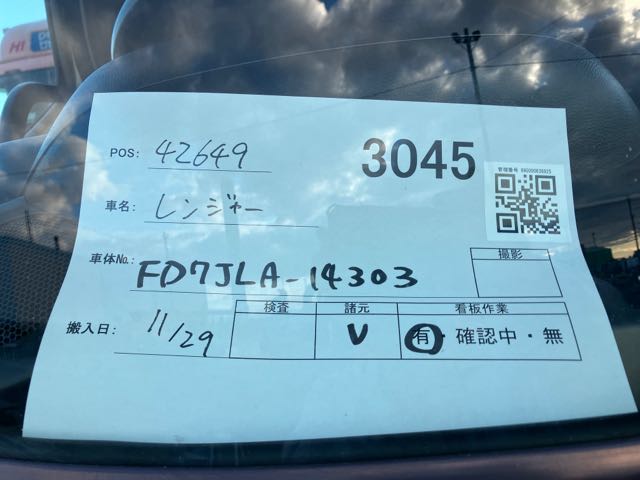 HI
POS: 42649
3045
車名: レンジャー
車体No.: FD7JLA-14303
撮影
搬入日: 11/29
検査 諸元 看板作業
V 有・確認中・無